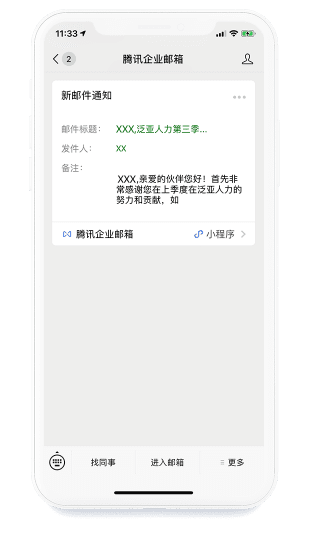 11:33
2
腾讯企业邮箱
新邮件通知
邮件标题： XXX,泛亚人力第三季...
发件人： XX
备注：
XXX,亲爱的伙伴您好！首先非
常感谢您在上季度在泛亚人力的
努力和贡献，如
腾讯企业邮箱 小程序
找同事 进入邮箱 更多